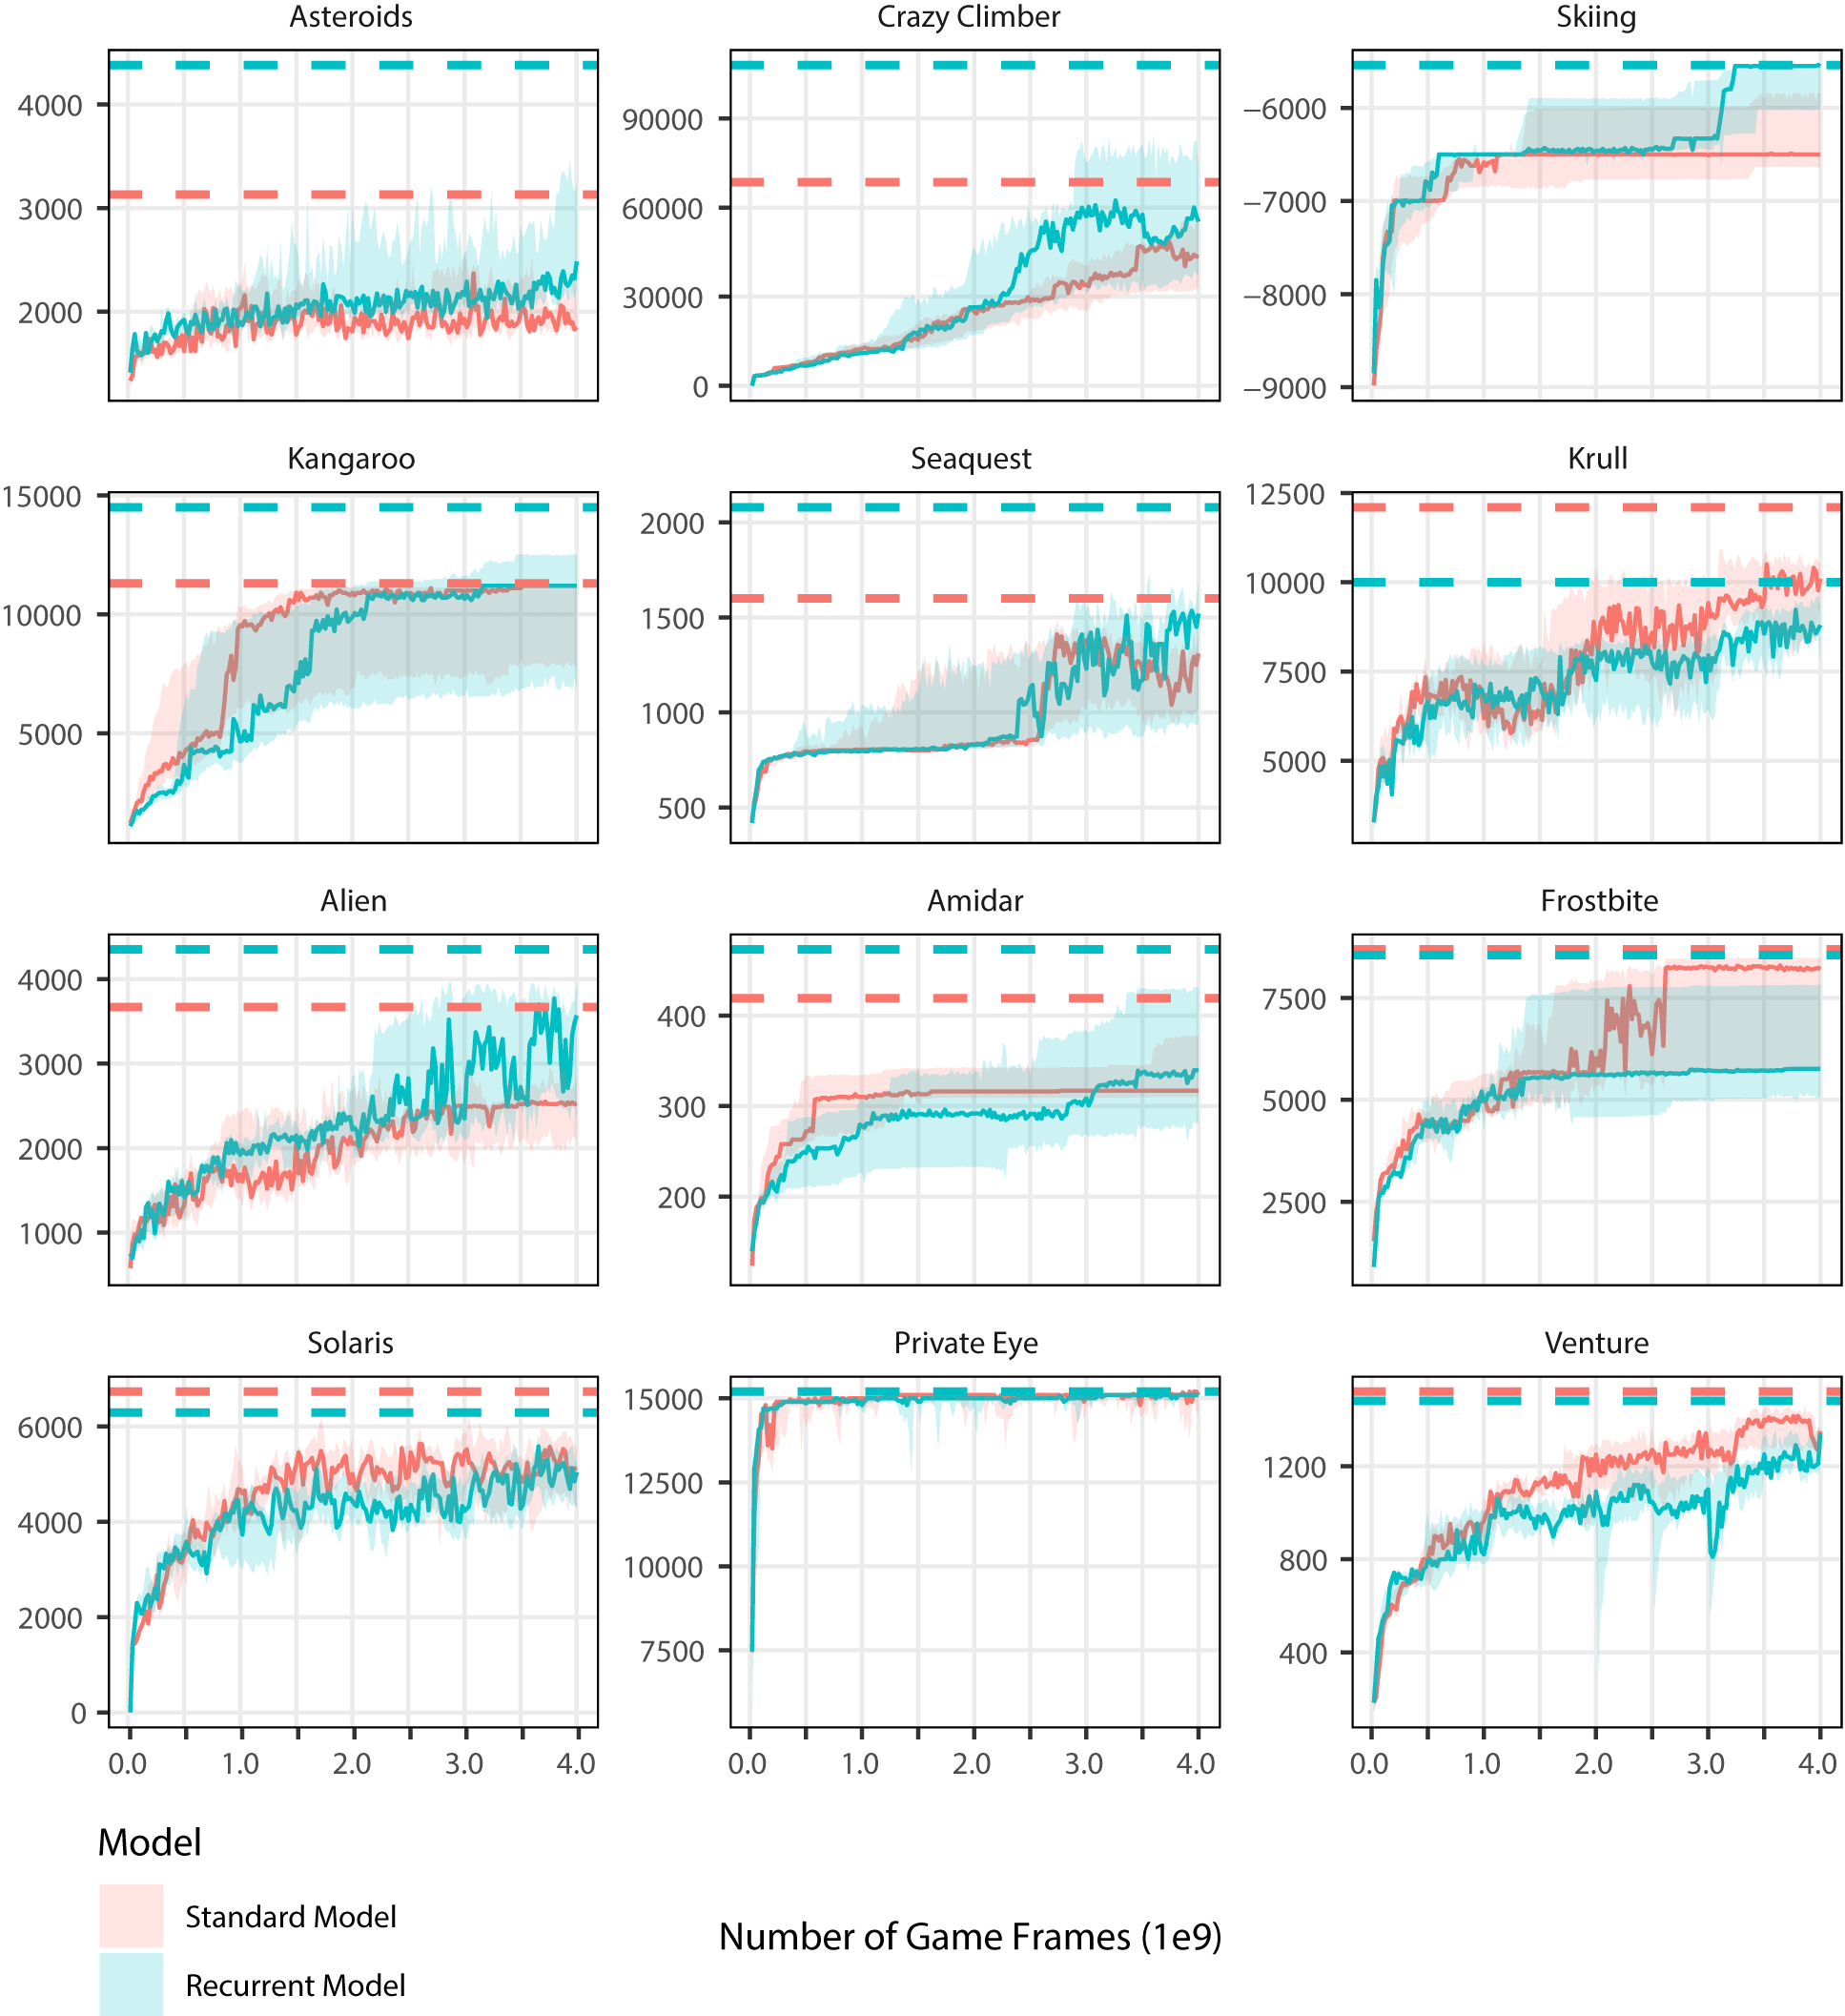 Asteroids
Crazy Climber
Skiing
4000
3000
2000
90000
60000
30000
0
−6000
−7000
−8000
−9000
Kangaroo
Seaquest
Krull
15000
10000
5000
2000
1500
1000
500
12500
10000
7500
5000
Alien
Amidar
Frostbite
4000
3000
2000
1000
400
300
200
7500
5000
2500
Solaris
Private Eye
Venture
6000
4000
2000
0
15000
12500
10000
7500
1200
800
400
0.0 1.0 2.0 3.0 4.0
0.0 1.0 2.0 3.0 4.0
0.0 1.0 2.0 3.0 4.0
Model
Standard Model
Recurrent Model
Number of Game Frames (1e9)